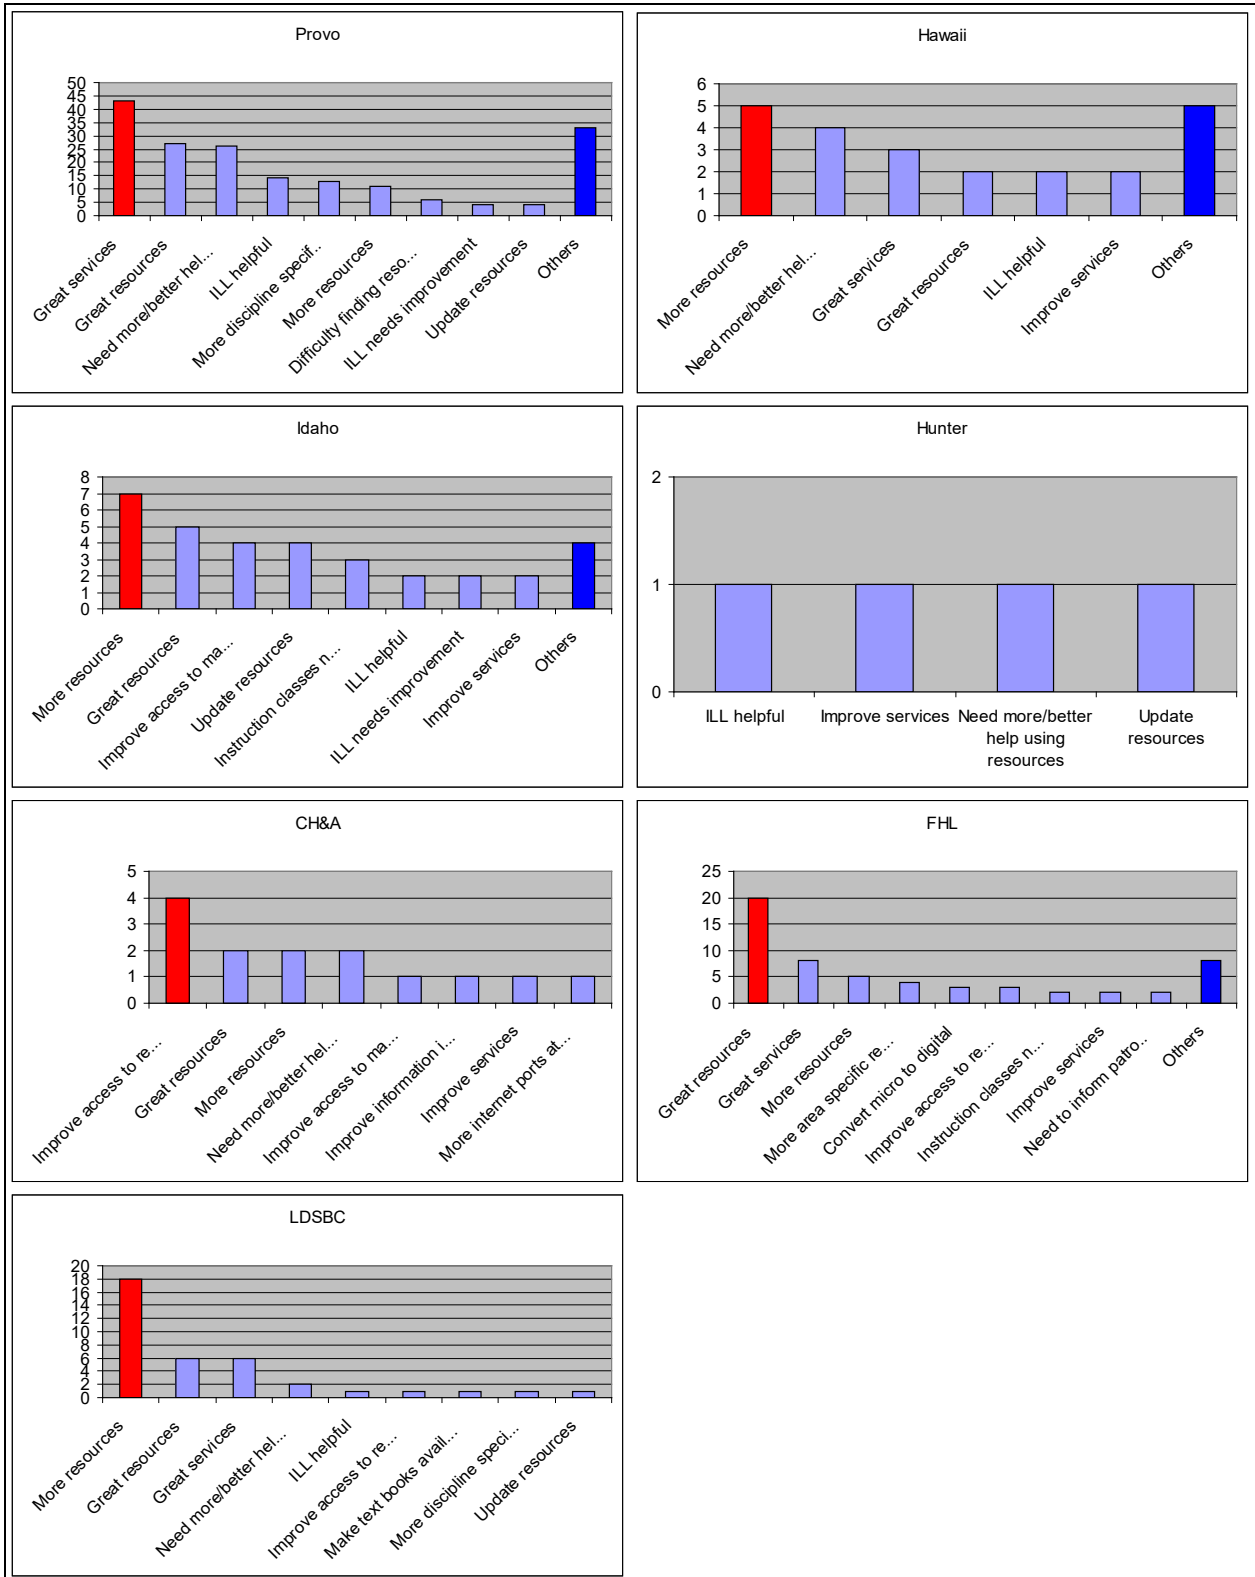 Provo
50
45
40
35
30
25
20
15
10
5
0
Great services
Great resources
Need more/better hel...
ILL helpful
More discipline specif..
More resources
Difficulty finding reso...
ILL needs improvement
Update resources
Others
Hawaii
6
5
4
3
2
1
0
More resources
Need more/better hel...
Great services
Great resources
ILL helpful
Improve services
Others
Idaho
8
7
6
5
4
3
2
1
0
More resources
Great resources
Improve access to ma...
Update resources
Instruction classes n...
ILL helpful
ILL needs improvement
Improve services
Others
Hunter
2
1
0
ILL helpful
Improve services
Need more/better
help using
resources
Update
resources
CH&A
5
4
3
2
1
0
Improve access to re...
Great resources
More resources
Need more/better hel...
Improve access to ma...
Improve information i...
Improve services
More internet ports at...
FHL
25
20
15
10
5
0
Great resources
Great services
More resources
More area specific re...
Convert micro to digital
Improve access to re...
Instruction classes n...
Improve services
Need to inform patro..
Others
LDSBC
20
18
16
14
12
10
8
6
4
2
0
More resources
Great resources
Great services
Need more/better hel...
ILL helpful
Improve access to re...
Make text books avail...
More discipline speci...
Update resources